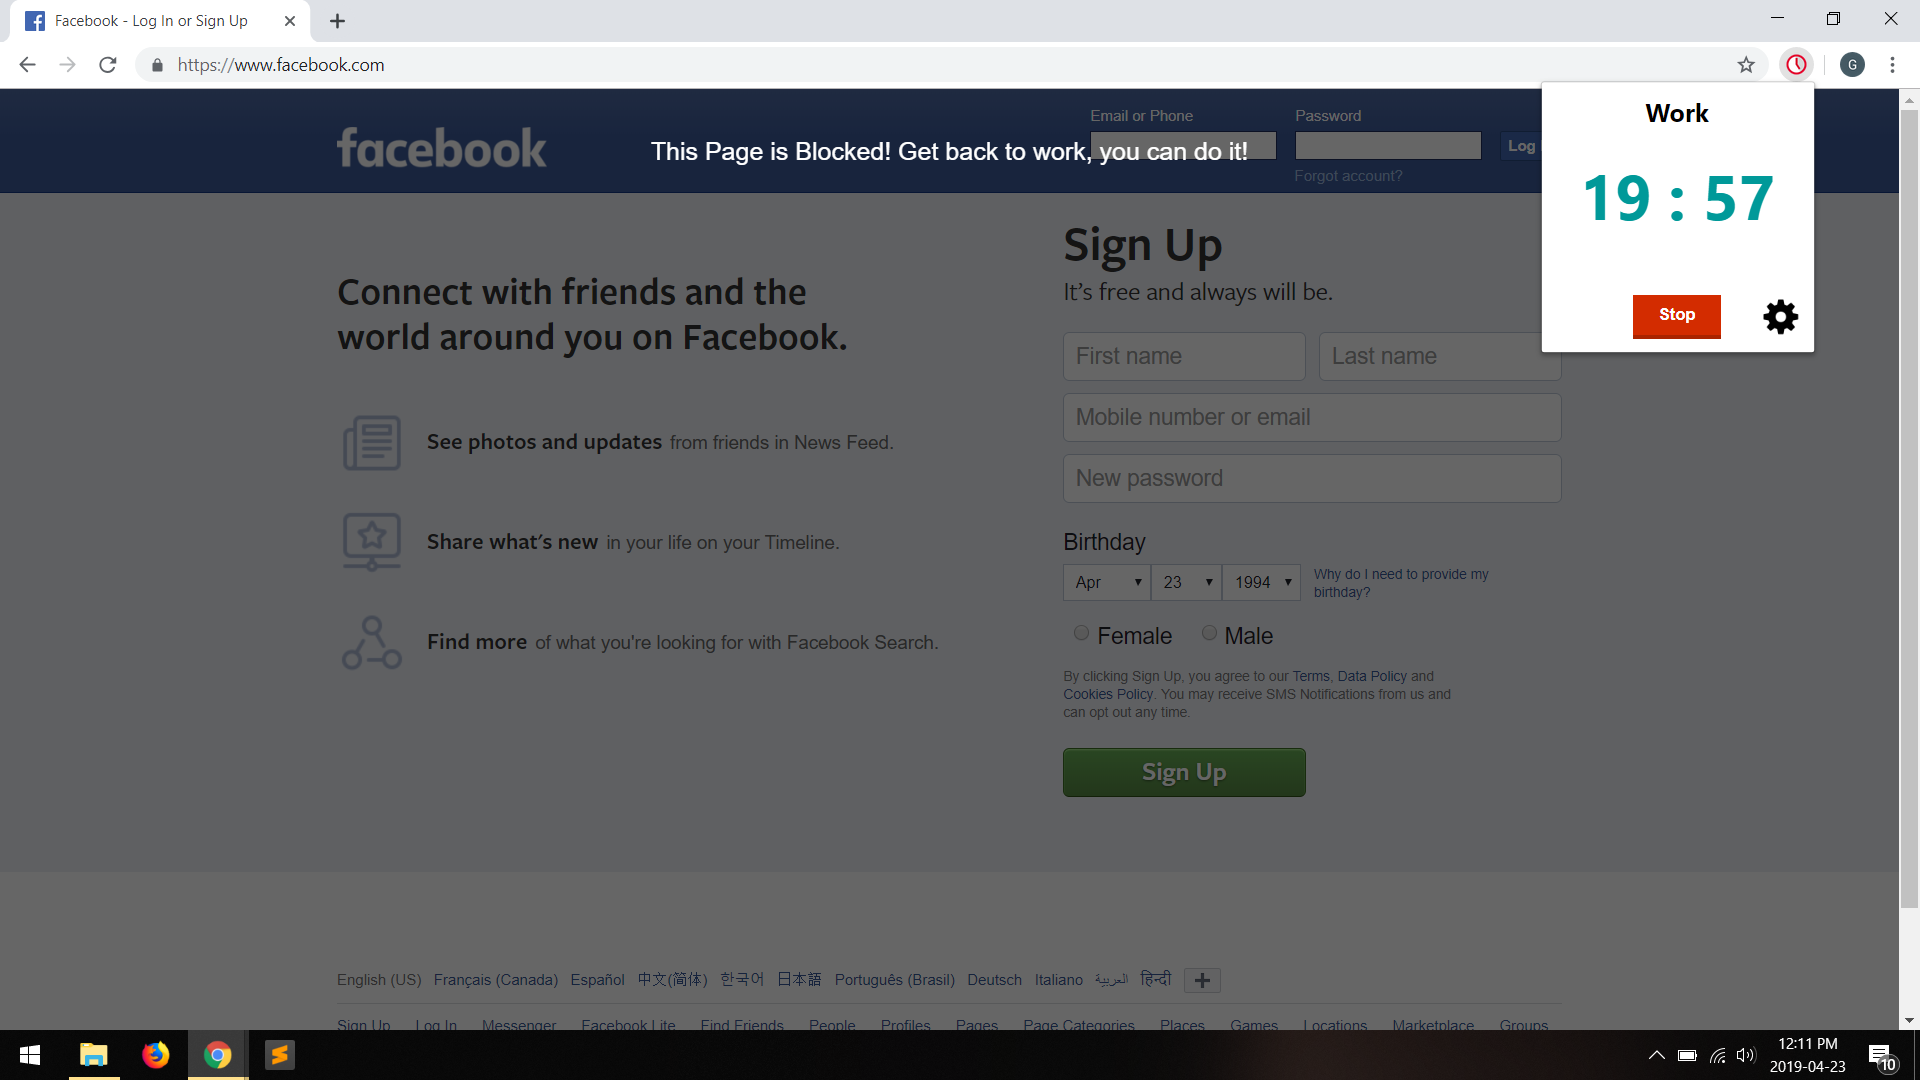 Facebook - Log In or Sign Up
https://www.facebook.com
G
Work
19 : 57
Stop
facebook
This Page is Blocked! Get back to work, you can do it!
Email or Phone
Password
Log
Forgot account?
Connect with friends and the
world around you on Facebook.
See photos and updates from friends in News Feed.
Share what's new in your life on your Timeline.
Find more of what you're looking for with Facebook Search.
Sign Up
It's free and always will be.
First name
Last name
Mobile number or email
New password
Birthday
Apr 23 1994
Why do I need to provide my
birthday?
Female Male
By clicking Sign Up, you agree to our Terms, Data Policy and
Cookies Policy. You may receive SMS Notifications from us and
can opt out any time.
Sign Up
English (US) Français (Canada) Español 中文(简体) 한국어 日本語 Português (Brasil) Deutsch Italiano العربية हिन्दी
Sign Up Log In Messenger Facebook Lite Find Friends People Profiles Pages Page Categories Places Games Locations Marketplace Groups
12:11 PM
2019-04-23
10